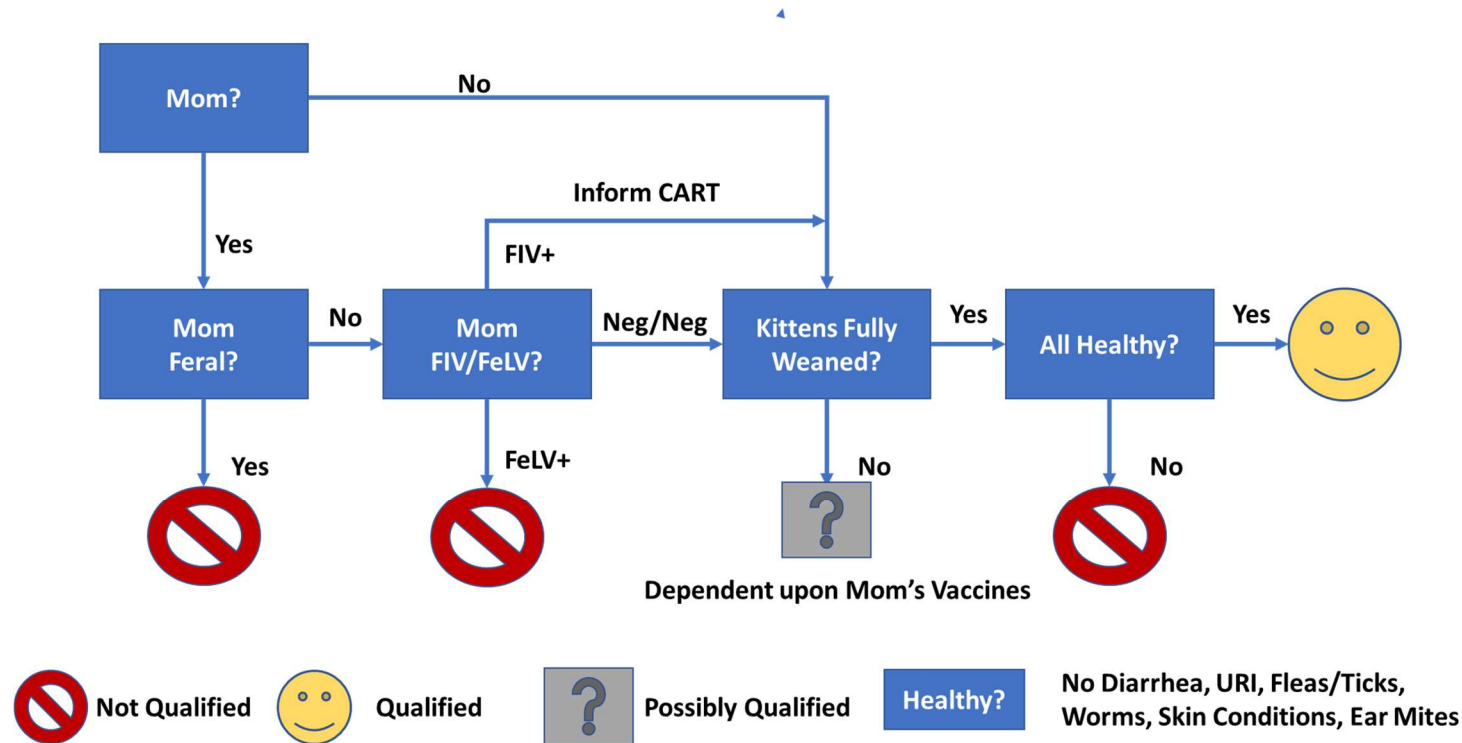 Mom?
No
Inform CART
Yes
FIV+
Mom
Feral?
No
Mom
FIV/FeLV?
Neg/Neg
Kittens Fully
Weaned?
Yes
All Healthy?
Yes
Yes
FeLV+
No
No
?
Dependent upon Mom's Vaccines
Not Qualified
Qualified
?
Possibly Qualified
Healthy?
No Diarrhea, URI, Fleas/Ticks,
Worms, Skin Conditions, Ear Mites